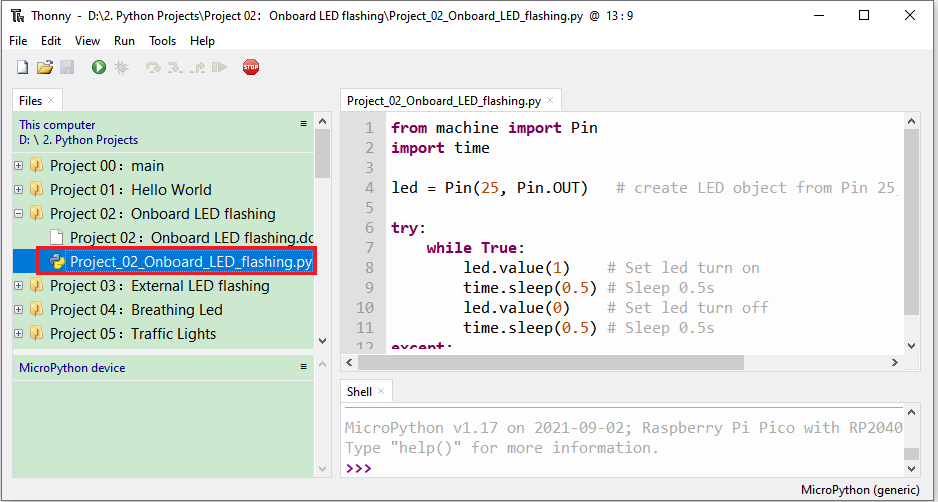 Thonny - D:\2. Python Projects\Project 02：Onboard LED flashing\Project_02_Onboard_LED_flashing.py @ 13 : 9
File Edit View Run Tools Help
STOP
Files ×
This computer
D: \ 2. Python Projects
Project 00：main
Project 01：Hello World
Project 02：Onboard LED flashing
Project 02：Onboard LED flashing.dc
Project_02_Onboard_LED_flashing.py
Project 03：External LED flashing
Project 04：Breathing Led
Project 05：Traffic Lights
MicroPython device
Project_02_Onboard_LED_flashing.py ×
1 from machine import Pin
2 import time
3
4 led = Pin(25, Pin.OUT)   # create LED object from Pin 25,
5
6 try:
7     while True:
8         led.value(1)    # Set led turn on
9         time.sleep(0.5) # Sleep 0.5s
10         led.value(0)    # Set led turn off
11         time.sleep(0.5) # Sleep 0.5s
12 except:
Shell ×
MicroPython v1.17 on 2021-09-02; Raspberry Pi Pico with RP2040
Type "help()" for more information.
>>>
MicroPython (generic)